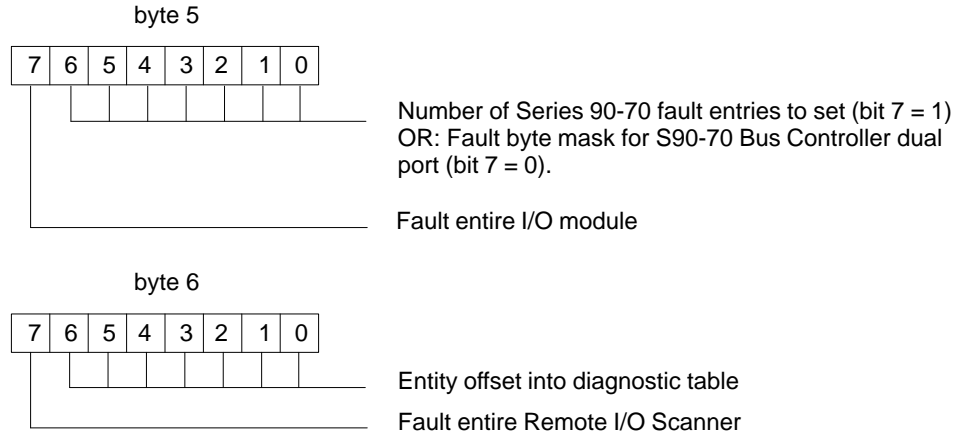 byte 5
7 6 5 4 3 2 1 0
Number of Series 90-70 fault entries to set (bit 7 = 1)
OR: Fault byte mask for S90-70 Bus Controller dual
port (bit 7 = 0).
Fault entire I/O module
byte 6
7 6 5 4 3 2 1 0
Entity offset into diagnostic table
Fault entire Remote I/O Scanner